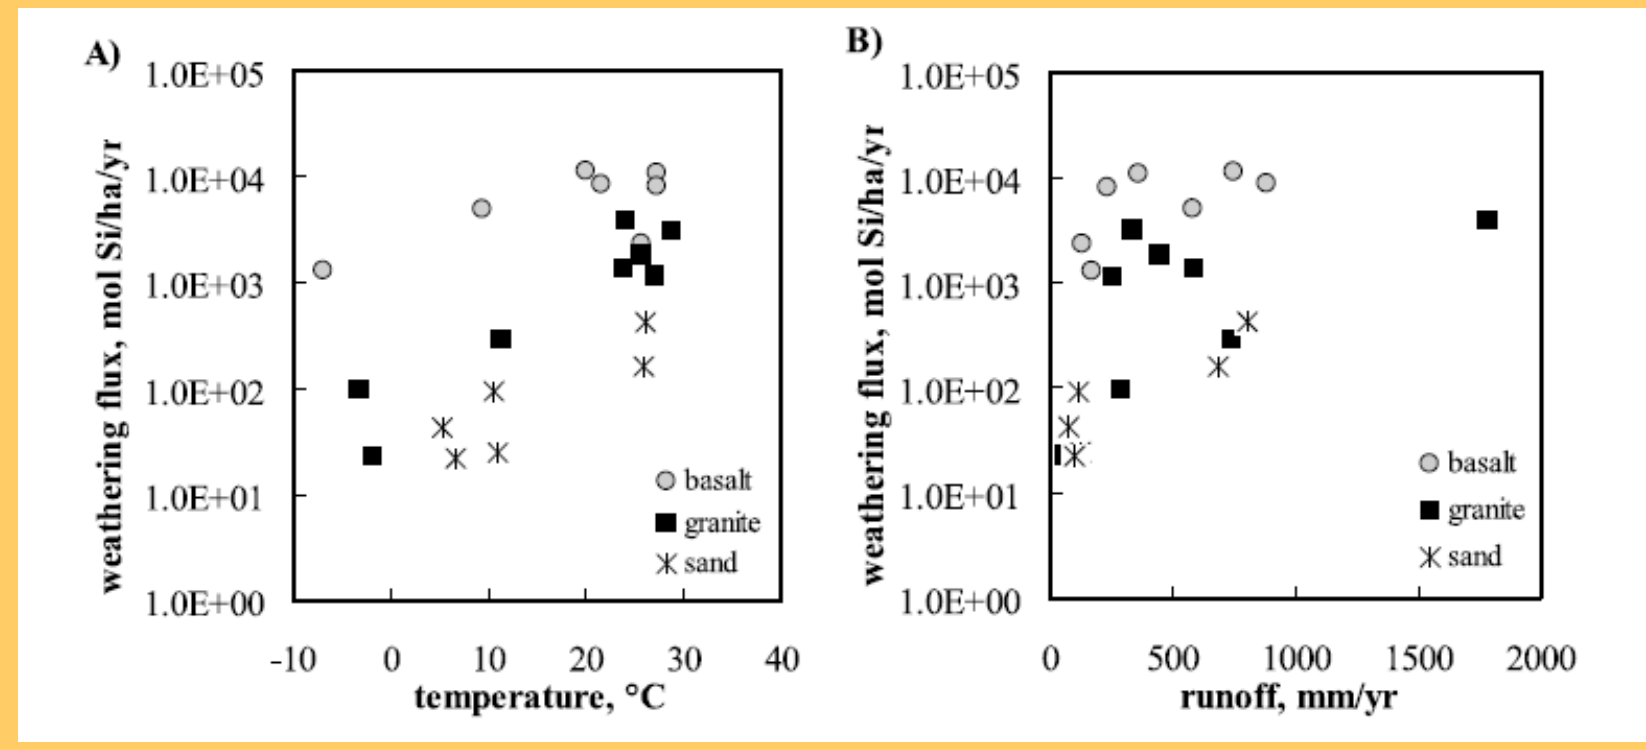 A)
weathering flux, mol Si/ha/yr
1.0E+05
1.0E+04
1.0E+03
1.0E+02
1.0E+01
1.0E+00
basalt
granite
sand
-10 0 10 20 30 40
temperature, °C
B)
weathering flux, mol Si/ha/yr
1.0E+05
1.0E+04
1.0E+03
1.0E+02
1.0E+01
1.0E+00
basalt
granite
sand
0 500 1000 1500 2000
runoff, mm/yr